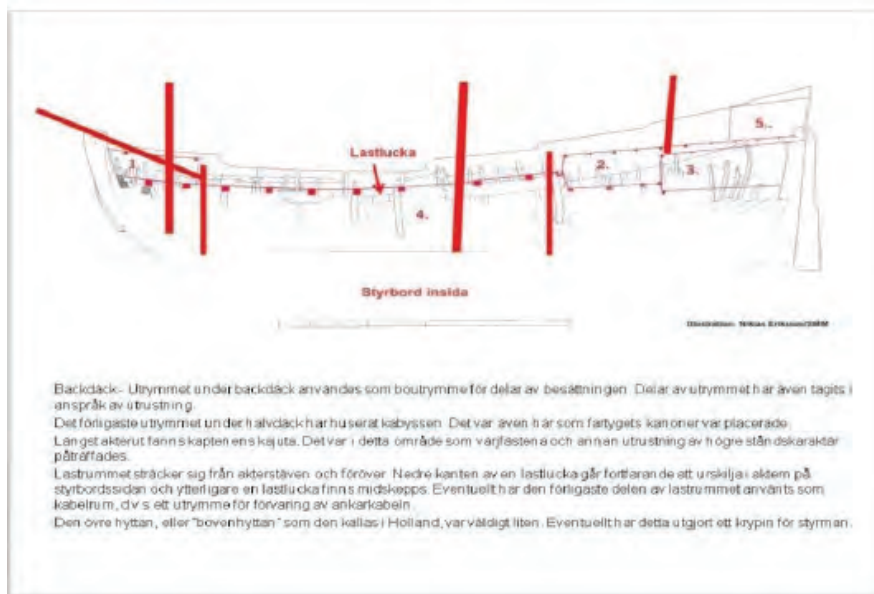 Lastlucka
1
2.
3.
4.
5..
Styrbord insida
Illustration: Niklas Eriksson/SMM
Backdäck - Utrymmet under backdäck användes som boutrymme för delar av besättningen. Delar av utrymmet har även tagits i
anspråk av utrustning.
Det förligaste utrymmet under halvdäck har huserat kabyssen. Det var även här som fartygets kanoner var placerade.
Längst akterut fanns kaptenens kajuta. Det var i detta område som värjfästena och annan utrustning av högre ståndskaraktär
påträffades.
Lastrummet sträcker sig från akterstäven och föröver. Nedre kanten av en lastlucka går fortfarande att urskilja i aktern på
styrbordssidan och ytterligare en lastlucka finns midskepps. Eventuellt har den förligaste delen av lastrummet använts som
kabelrum, d v s ett utrymme för förvaring av ankarkabeln.
Den övre hyttan, eller "bovenhyttan" som den kallas i Holland, var väldigt liten. Eventuellt har detta utgjort ett krypin för styrman.